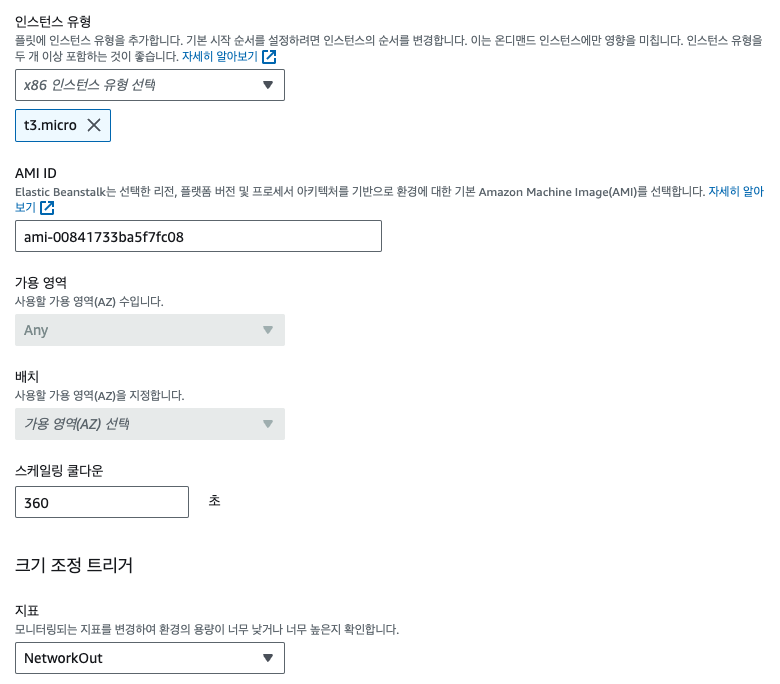 인스턴스 유형
플릿에 인스턴스 유형을 추가합니다. 기본 시작 순서를 설정하려면 인스턴스의 순서를 변경합니다. 이는 온디맨드 인스턴스에만 영향을 미칩니다. 인스턴스 유형을
두 개 이상 포함하는 것이 좋습니다. 자세히 알아보기
x86 인스턴스 유형 선택
t3.micro
AMI ID
Elastic Beanstalk는 선택한 리전, 플랫폼 버전 및 프로세서 아키텍처를 기반으로 환경에 대한 기본 Amazon Machine Image(AMI)를 선택합니다. 자세히 알아
보기
ami-00841733ba5f7fc08
가용 영역
사용할 가용 영역(AZ) 수입니다.
Any
배치
사용할 가용 영역(AZ)을 지정합니다.
가용 영역(AZ) 선택
스케일링 쿨다운
360 초
크기 조정 트리거
지표
모니터링되는 지표를 변경하여 환경의 용량이 너무 낮거나 너무 높은지 확인합니다.
NetworkOut